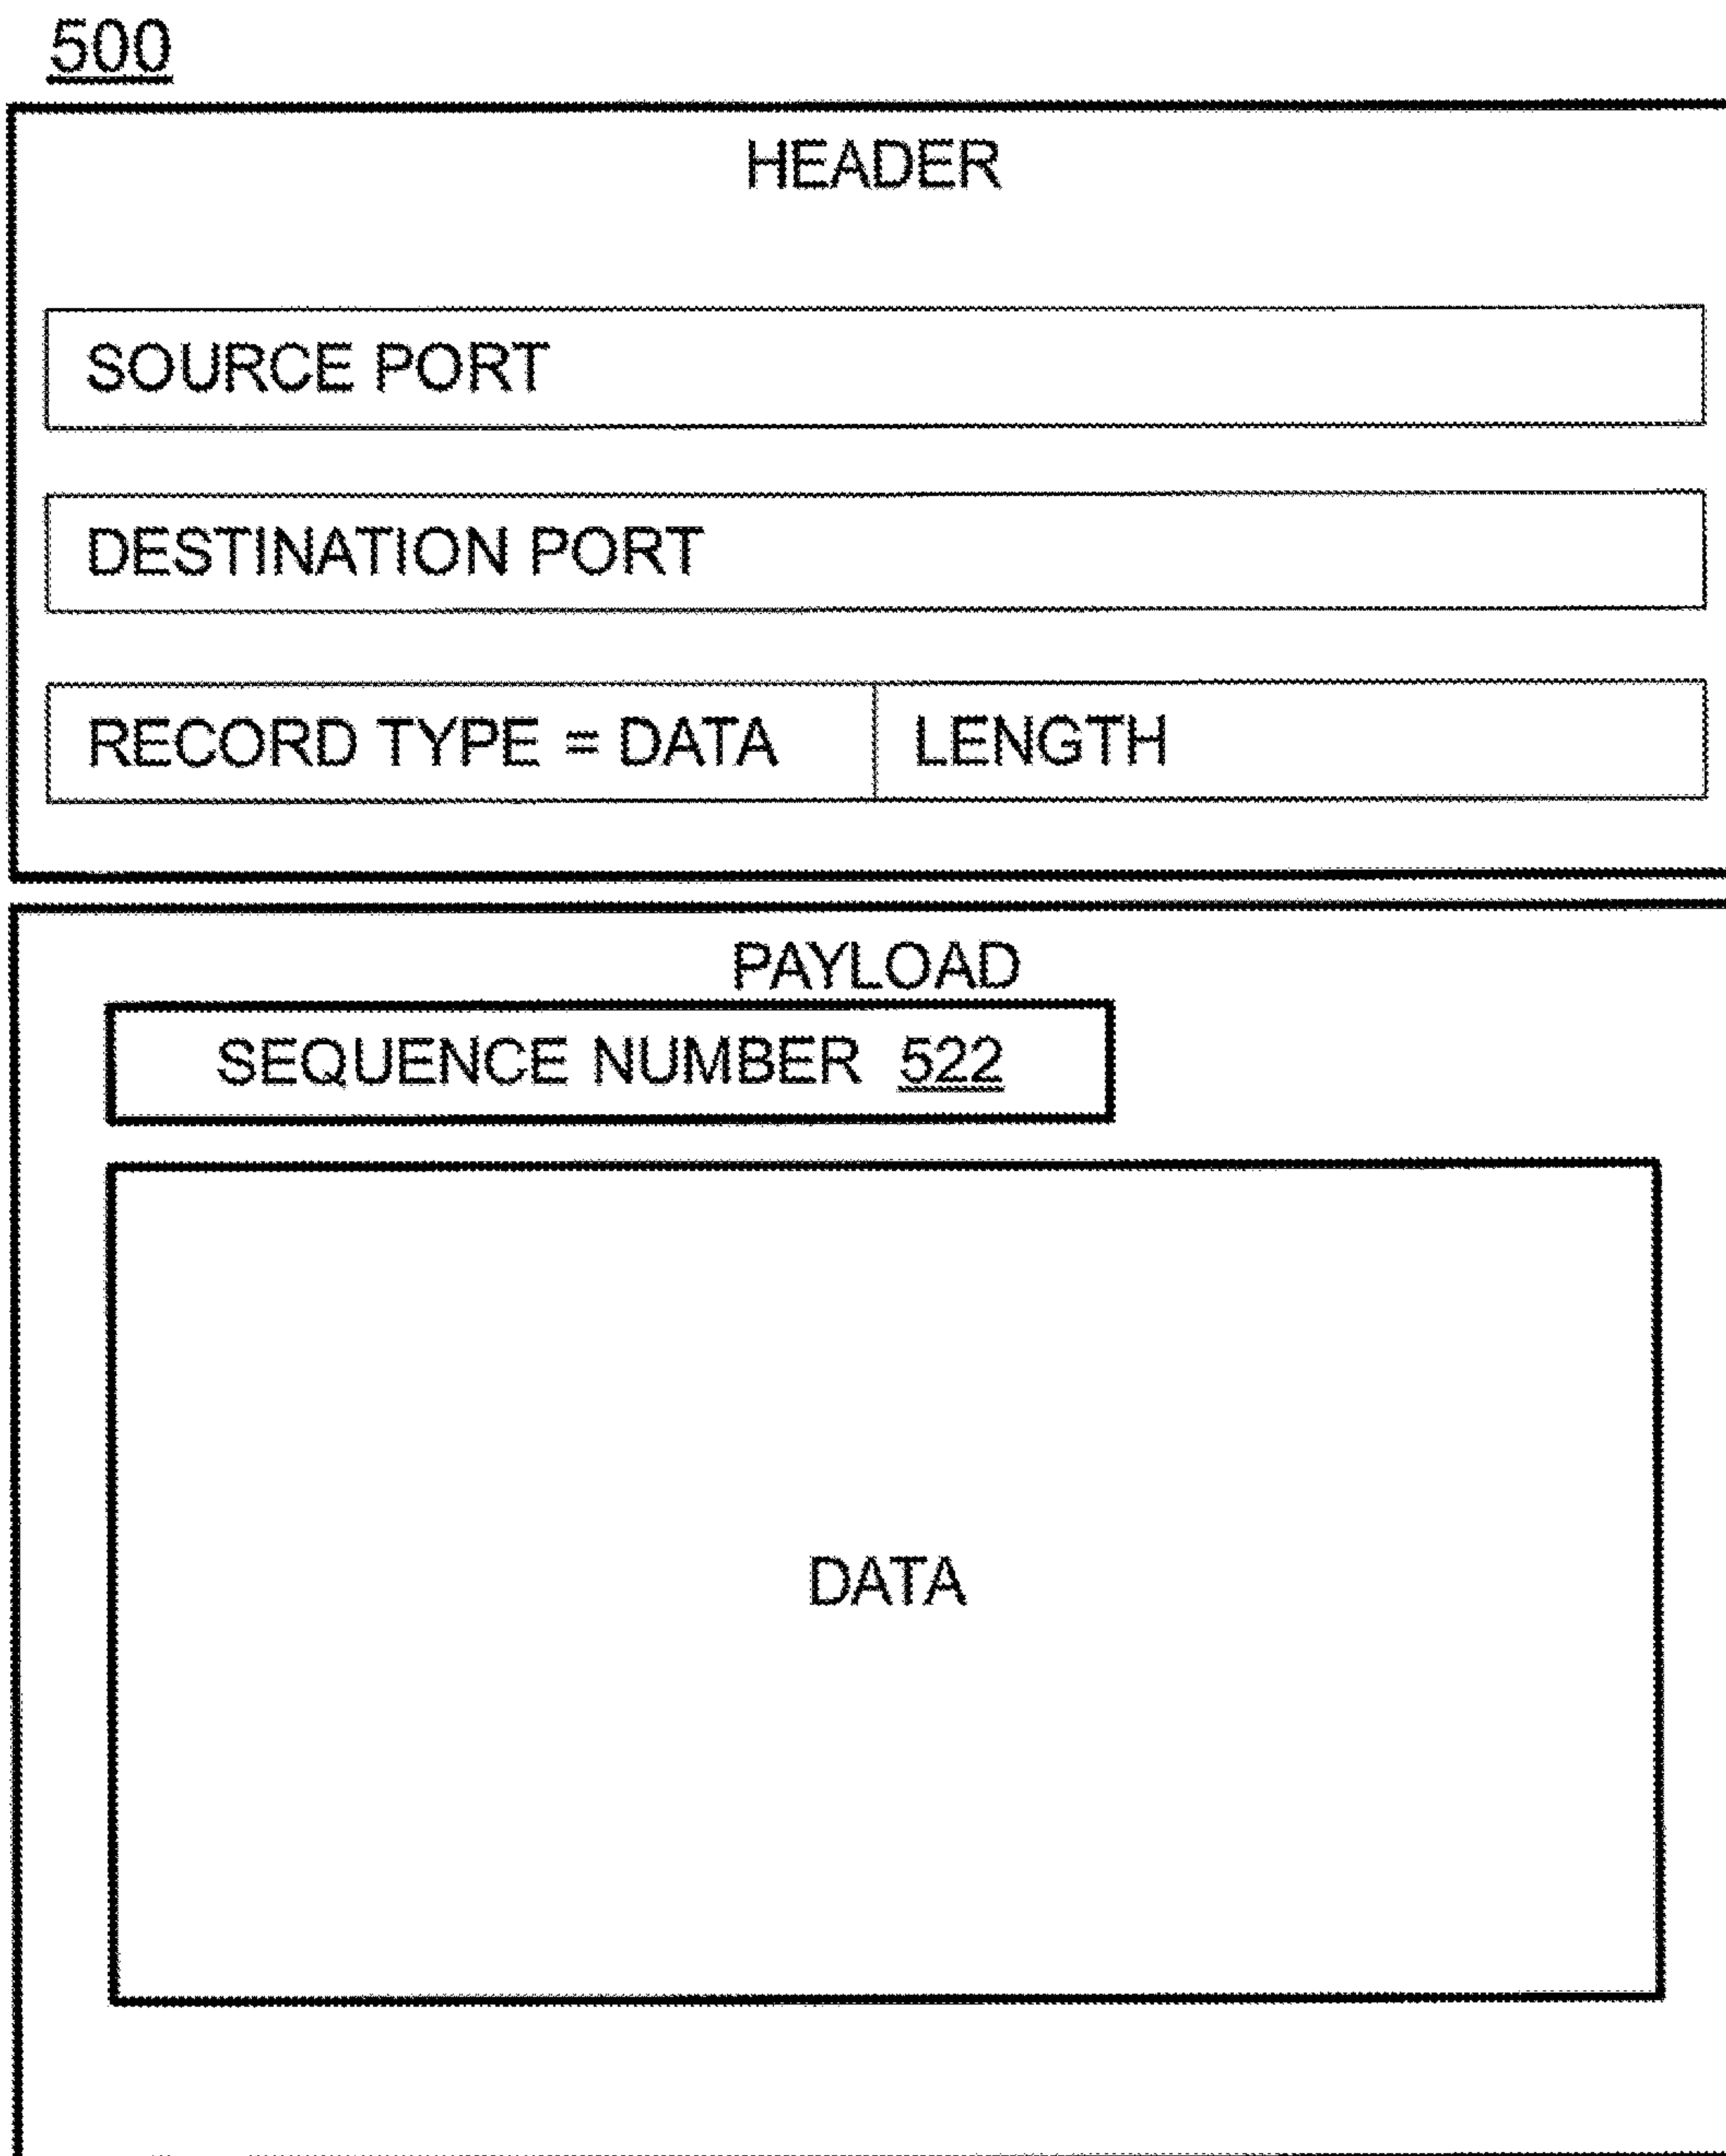 500
HEADER
SOURCE PORT
DESTINATION PORT
RECORD TYPE = DATA LENGTH
PAYLOAD
SEQUENCE NUMBER 522
DATA